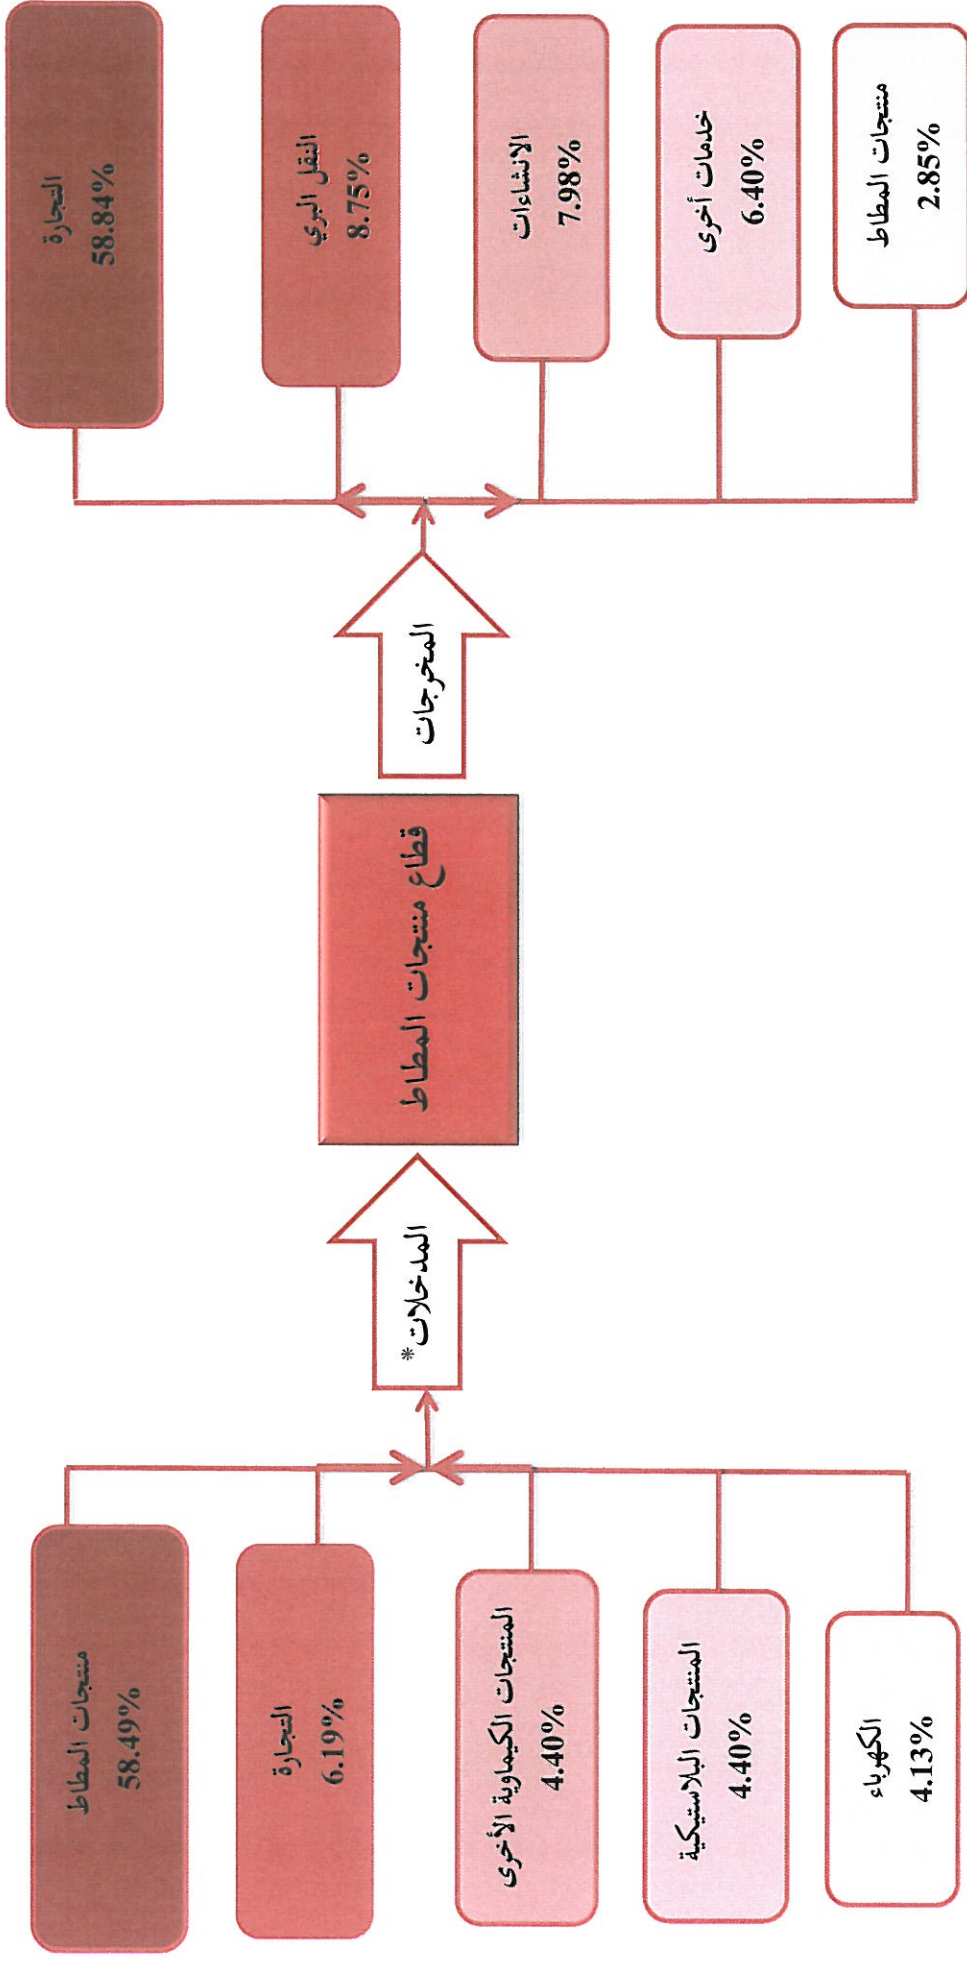 منتجات المطاط
58.49%
التجارة
6.19%
المنتجات الكيماوية الأخرى
4.40%
المنتجات البلاستيكية
4.40%
الكهرباء
4.13%
المدخلات*
قطاع منتجات المطاط
المخرجات
التجارة
58.84%
النقل البري
8.75%
الانشاءات
7.98%
خدمات أخرى
6.40%
منتجات المطاط
2.85%